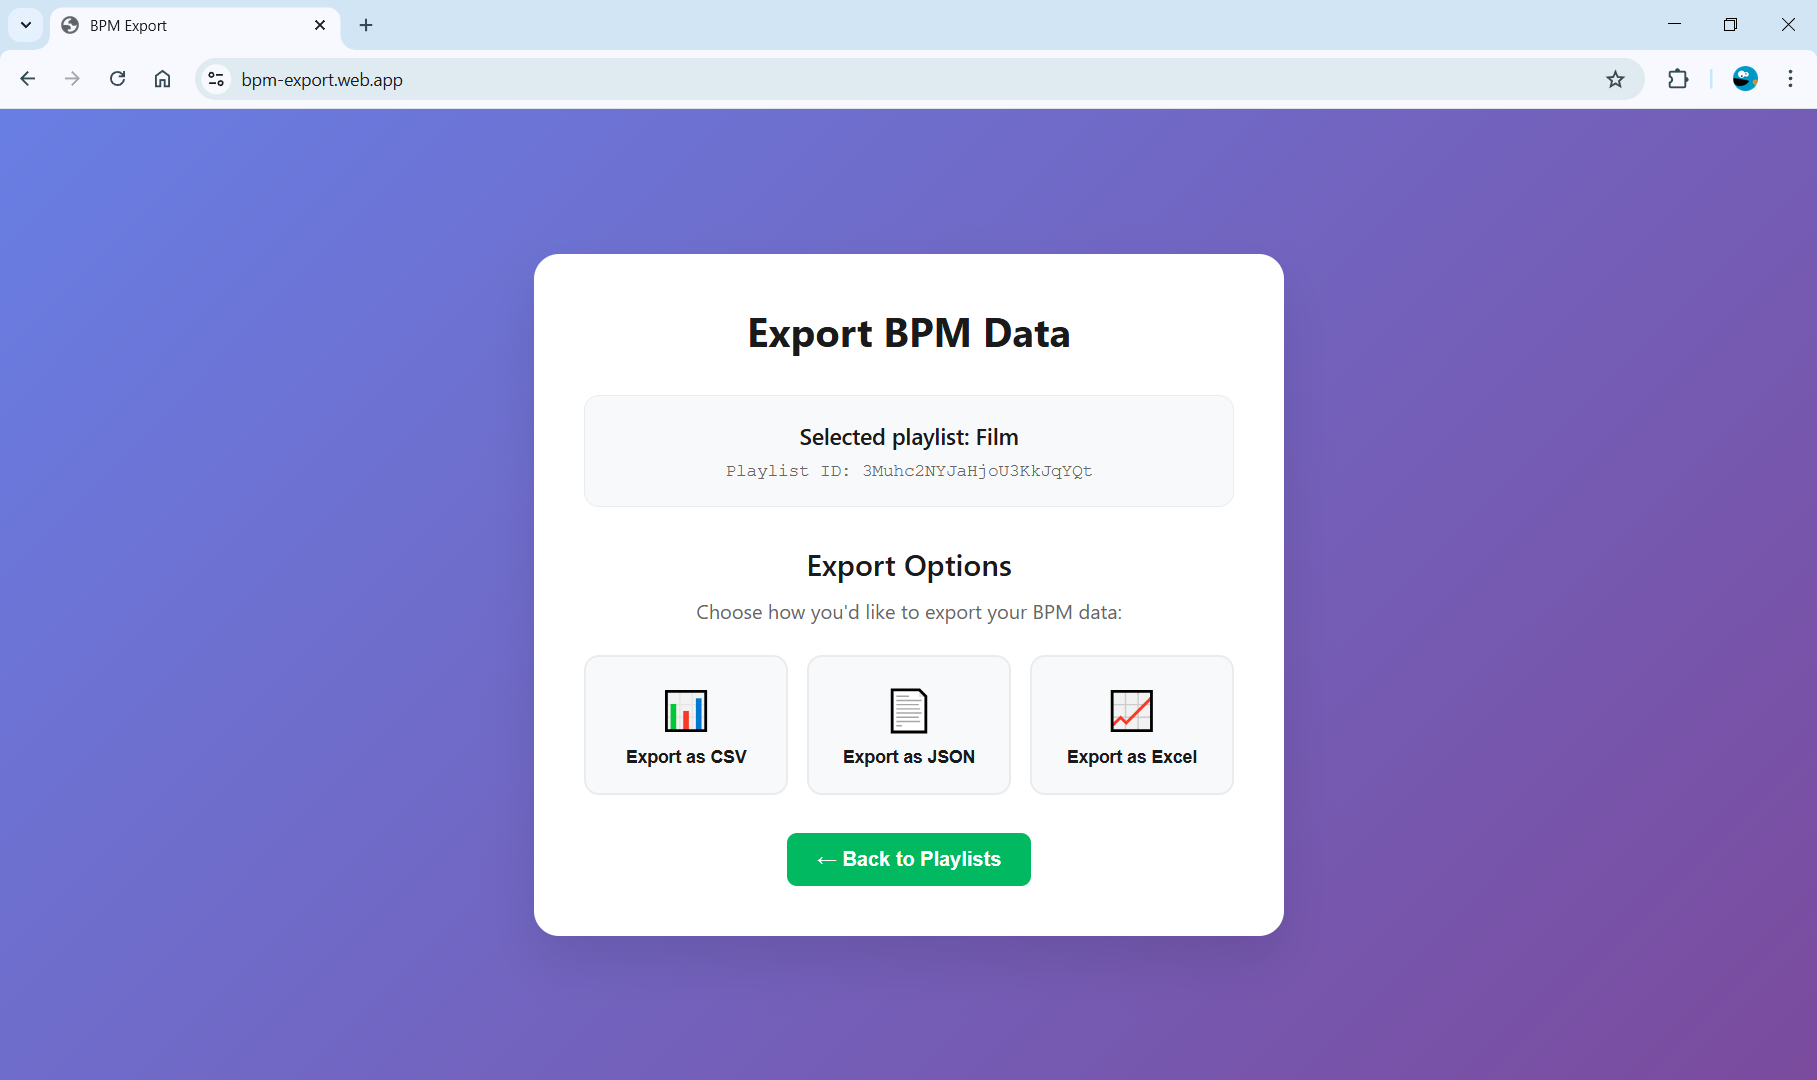 BPM Export
bpm-export.web.app
Export BPM Data
Selected playlist: Film
Playlist ID: 3Muhc2NYJaHjoU3KkJqYQt
Export Options
Choose how you'd like to export your BPM data:
Export as CSV
Export as JSON
Export as Excel
← Back to Playlists